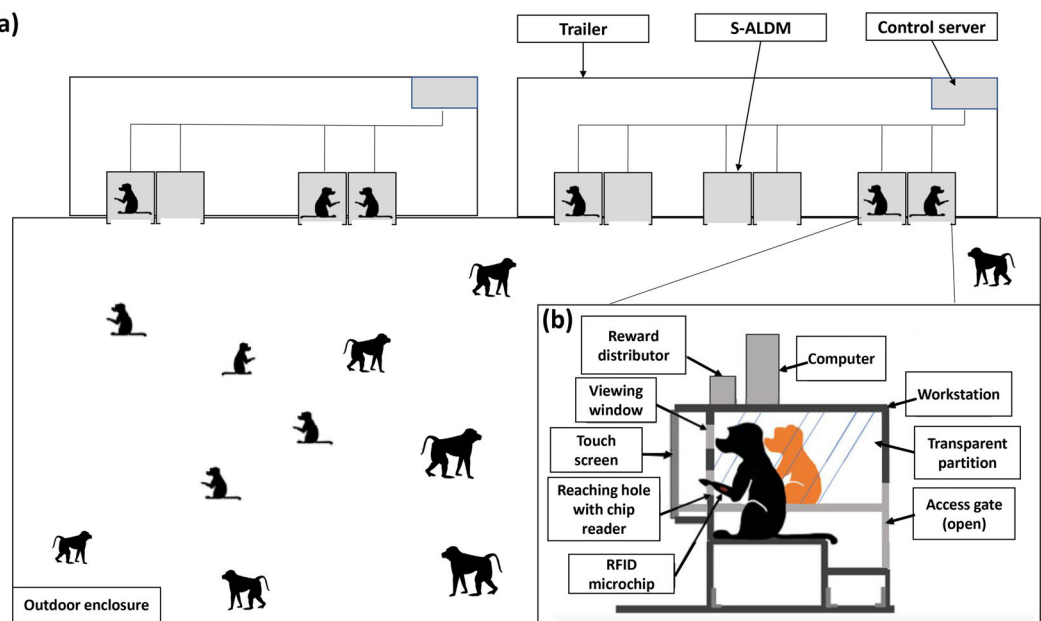 a)
Trailer
S-ALDM
Control server
(b)
Reward
distributor
Computer
Viewing
window
Workstation
Touch
screen
Transparent
partition
Reaching hole
with chip
reader
Access gate
(open)
RFID
microchip
Outdoor enclosure